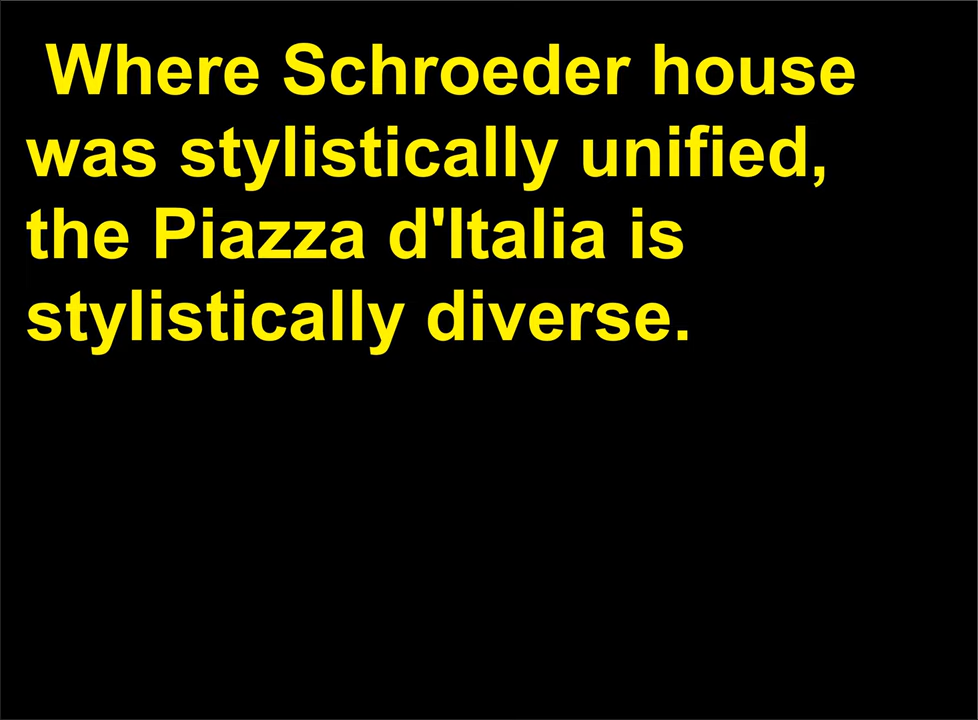 Where Schroeder house
was stylistically unified,
the Piazza d'Italia is
stylistically diverse.